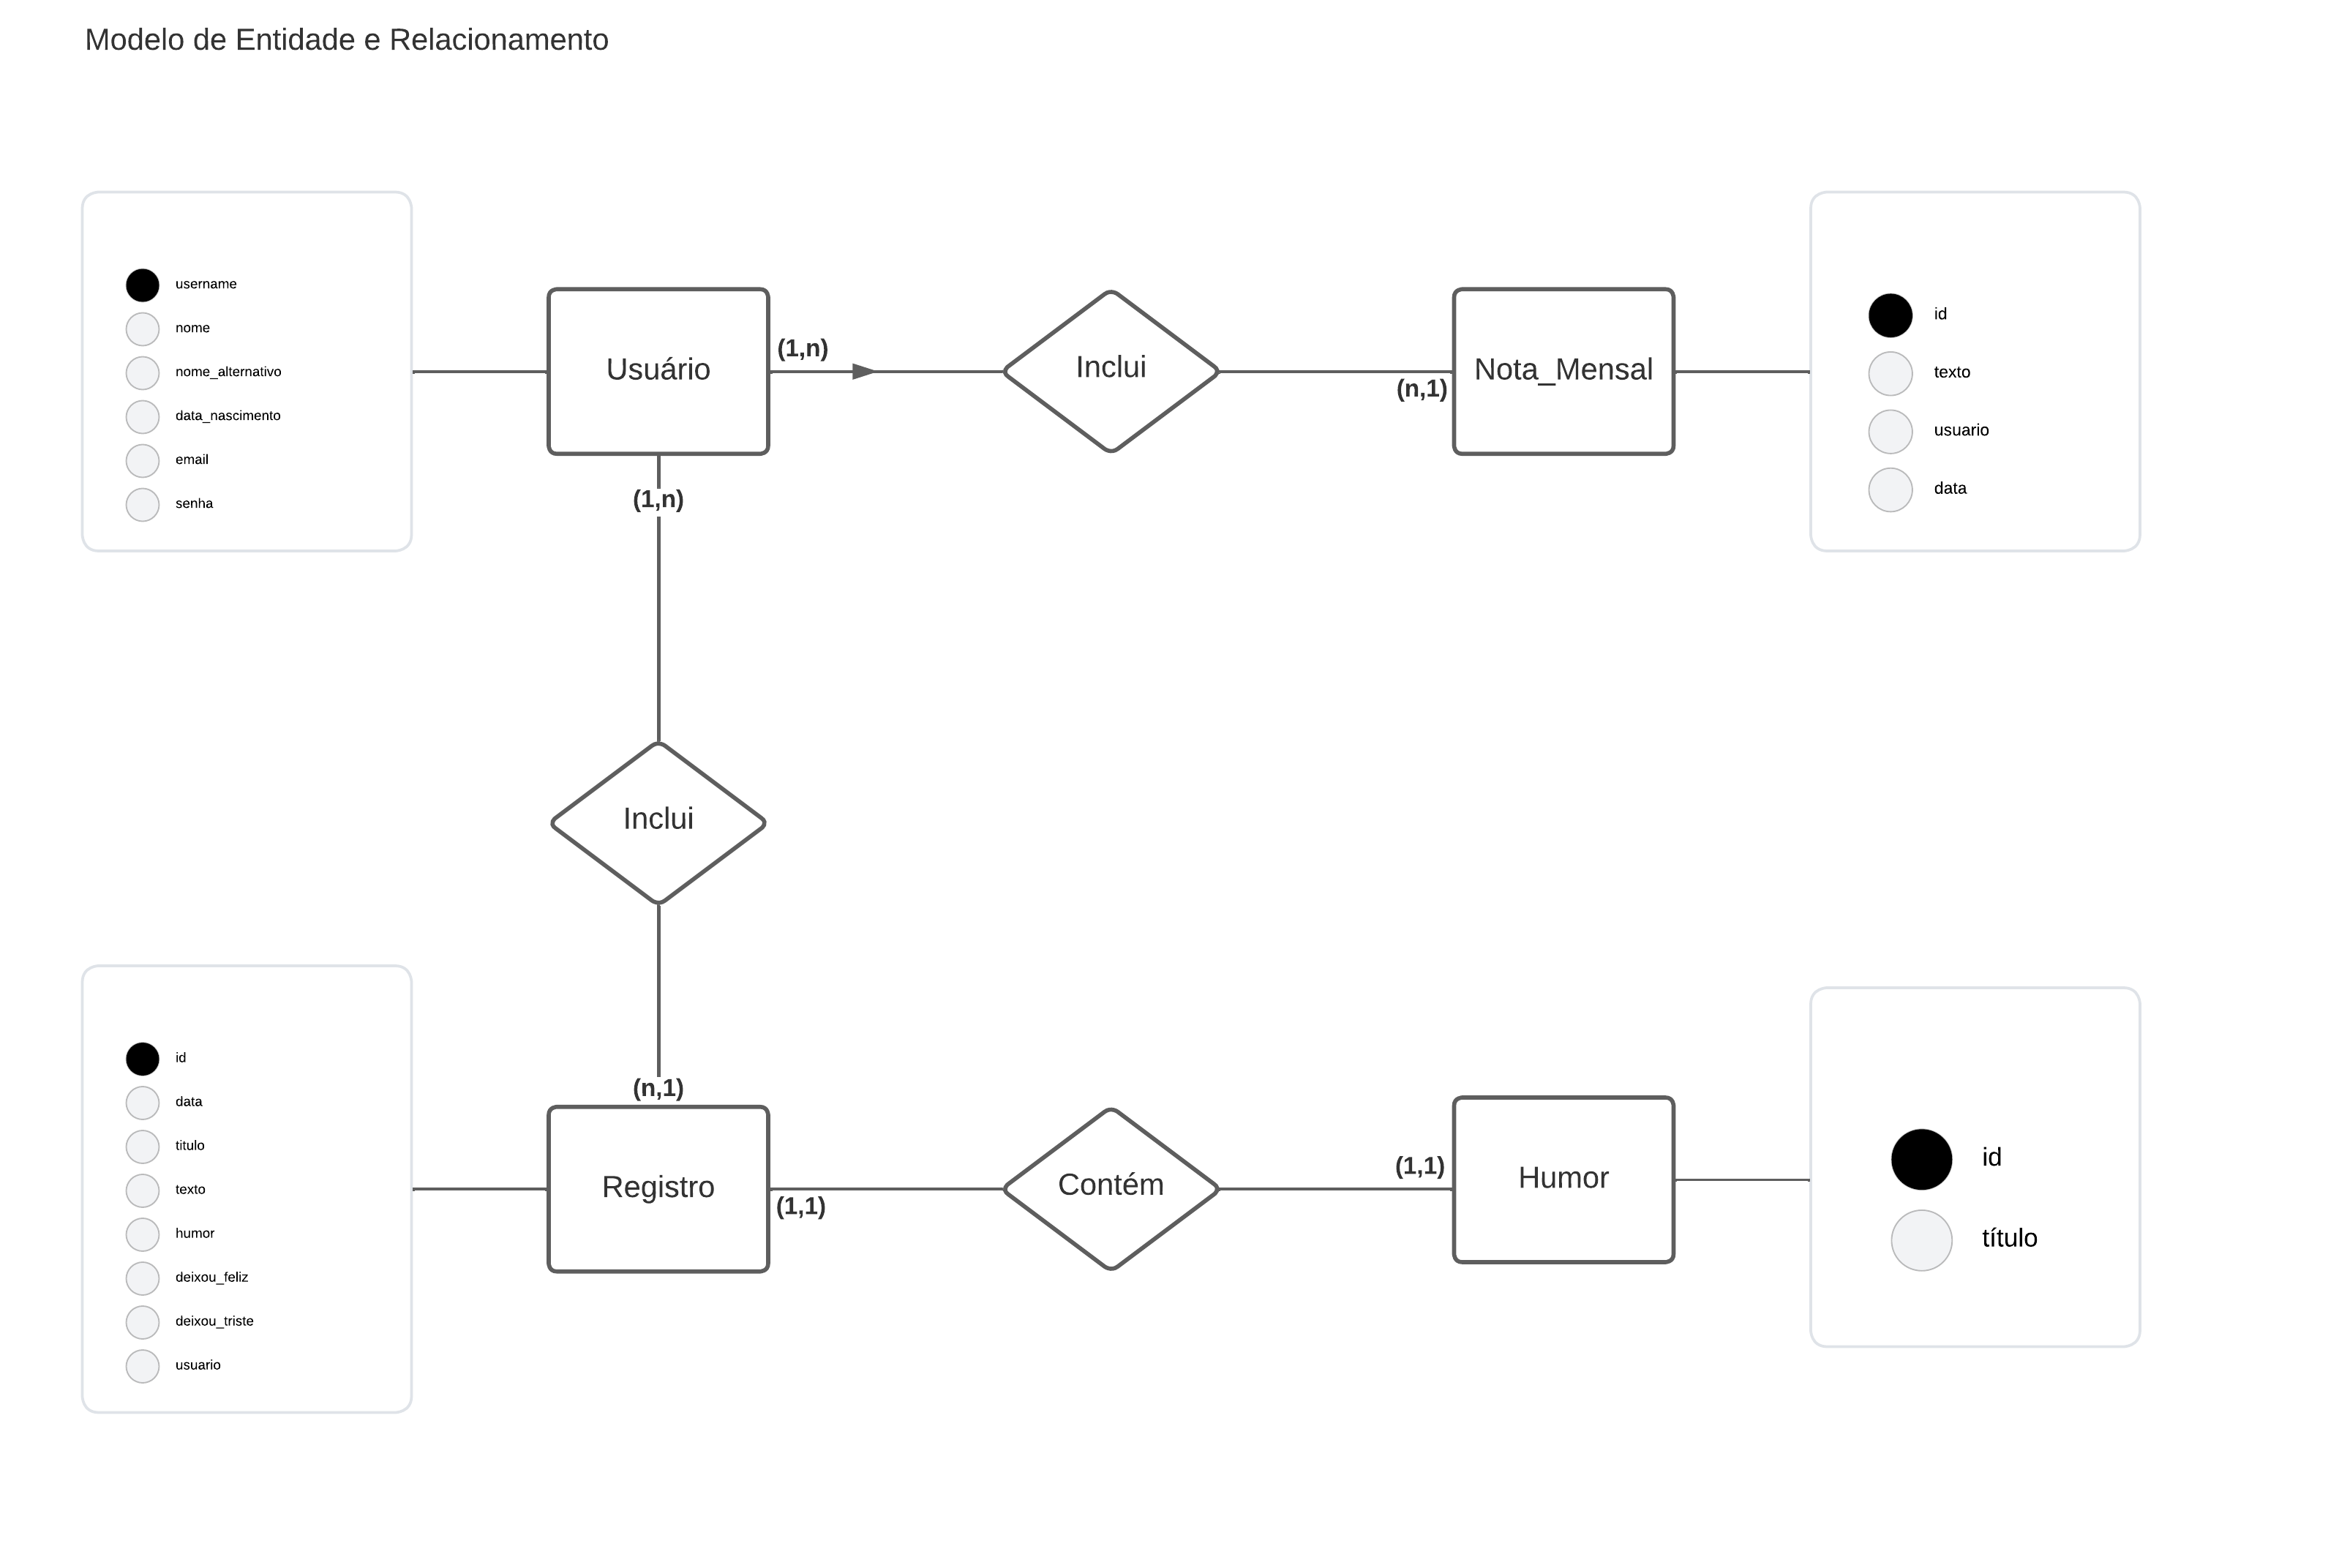 Modelo de Entidade e Relacionamento
username
nome
nome_alternativo
data_nascimento
email
senha
Usuário
(1,n)
Inclui
(n,1)
Nota_Mensal
id
texto
usuario
data
(1,n)
Inclui
(n,1)
id
data
titulo
texto
humor
deixou_feliz
deixou_triste
usuario
Registro
(1,1)
Contém
(1,1)
Humor
id
título